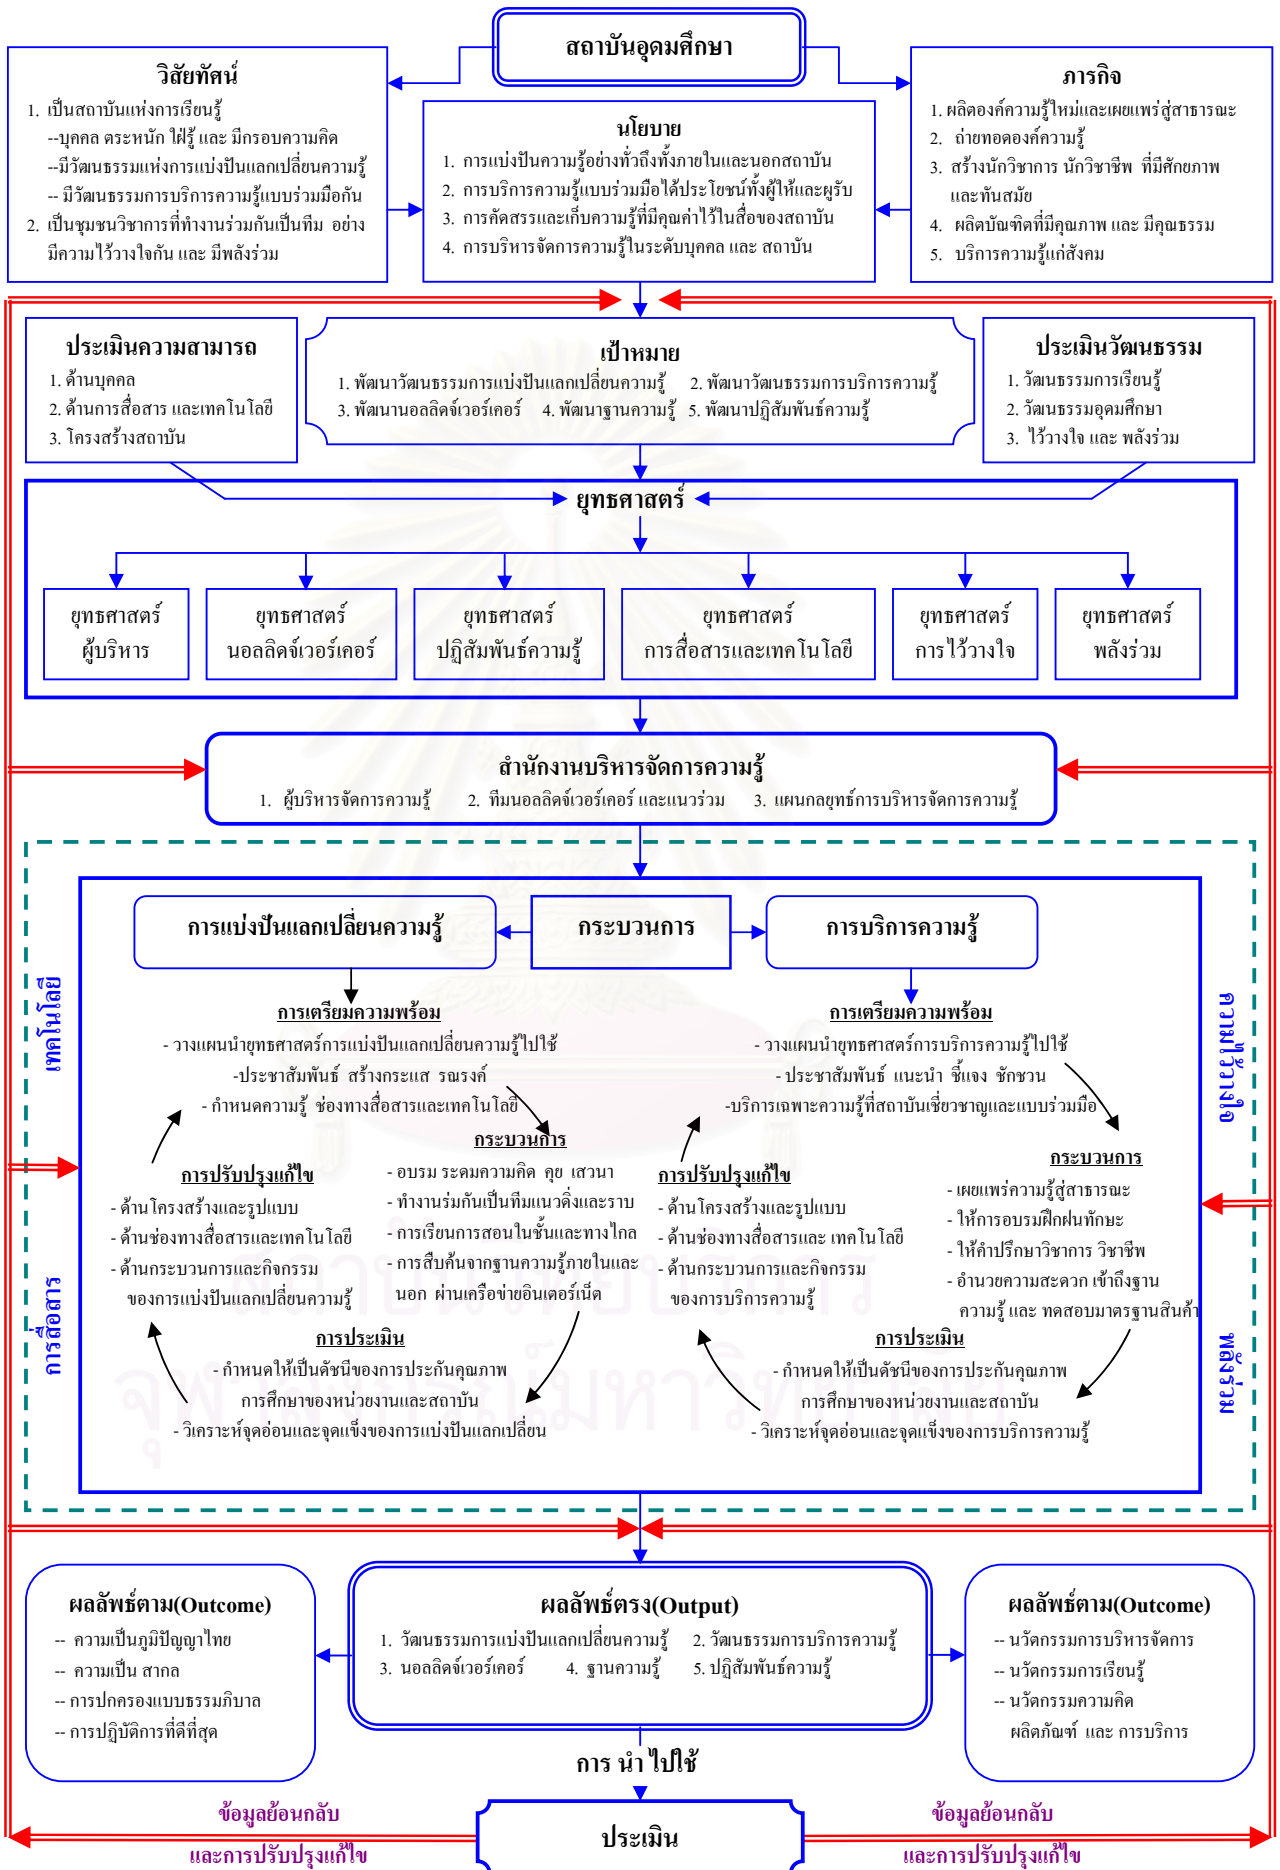 สถาบันอุดมศึกษา
วิสัยทัศน์
1. เป็นสถาบันแห่งการเรียนรู้
--บุคคล ตระหนัก ใฝ่รู้ และ มีกรอบความคิด
--มีวัฒนธรรมแห่งการแบ่งปันแลกเปลี่ยนความรู้
-- มีวัฒนธรรมการบริการความรู้แบบร่วมมือกัน
2. เป็นชุมชนวิชาการที่ทำงานร่วมกันเป็นทีม อย่าง
มีความไว้วางใจกัน และ มีพลังร่วม
นโยบาย
1. การแบ่งปันความรู้อย่างทั่วถึงทั้งภายในและนอกสถาบัน
2. การบริการความรู้แบบร่วมมือได้ประโยชน์ทั้งผู้ให้และผู้รับ
3. การคัดสรรและเก็บความรู้ที่มีคุณค่าไว้ในสื่อของสถาบัน
4. การบริหารจัดการความรู้ในระดับบุคคล และ สถาบัน
ภารกิจ
1. ผลิตองค์ความรู้ใหม่และเผยแพร่สู่สาธารณะ
2. ถ่ายทอดองค์ความรู้
3. สร้างนักวิชาการ นักวิชาชีพ ที่มีศักยภาพ
และทันสมัย
4. ผลิตบัณฑิตที่มีคุณภาพ และ มีคุณธรรม
5. บริการความรู้แก่สังคม
ประเมินความสามารถ
1. ด้านบุคคล
2. ด้านการสื่อสาร และเทคโนโลยี
3. โครงสร้างสถาบัน
เป้าหมาย
1. พัฒนาวัฒนธรรมการแบ่งปันแลกเปลี่ยนความรู้ 2. พัฒนาวัฒนธรรมการบริการความรู้
3. พัฒนานอลลิดจ์เวอร์เคอร์ 4. พัฒนาฐานความรู้ 5. พัฒนาปฏิสัมพันธ์ความรู้
ประเมินวัฒนธรรม
1. วัฒนธรรมการเรียนรู้
2. วัฒนธรรมอุดมศึกษา
3. ไว้วางใจ และ พลังร่วม
ยุทธศาสตร์
ยุทธศาสตร์
ผู้บริหาร
ยุทธศาสตร์
นอลลิดจ์เวอร์เคอร์
ยุทธศาสตร์
ปฏิสัมพันธ์ความรู้
ยุทธศาสตร์
การสื่อสารและเทคโนโลยี
ยุทธศาสตร์
การไว้วางใจ
ยุทธศาสตร์
พลังร่วม
สำนักงานบริหารจัดการความรู้
1. ผู้บริหารจัดการความรู้ 2. ทีมนอลลิดจ์เวอร์เคอร์ และแนวร่วม 3. แผนกลยุทธ์การบริหารจัดการความรู้
การแบ่งปันแลกเปลี่ยนความรู้
กระบวนการ
การบริการความรู้
เทคโนโลยี
การสื่อสาร
ความไว้วางใจ
พลังร่วม
การเตรียมความพร้อม
- วางแผนนำยุทธศาสตร์การแบ่งปันแลกเปลี่ยนความรู้ไปใช้
-ประชาสัมพันธ์ สร้างกระแส รณรงค์
- กำหนดความรู้ ช่องทางสื่อสารและเทคโนโลยี
กระบวนการ
- อบรม ระดมความคิด คุย เสวนา
- ทำงานร่มกันเป็นทีมแนวดิ่งและราบ
- การเรียนการสอนในชั้นและทางไกล
- การสืบค้นจากฐานความรู้ภายในและ
นอก ผ่านเครือข่ายอินเตอร์เน็ต
การปรับปรุงแก้ไข
- ด้านโครงสร้างและรูปแบบ
- ด้านช่องทางสื่อสารและเทคโนโลยี
- ด้านกระบวนการและกิจกรรม
ของการแบ่งปันแลกเปลี่ยนความรู้
การประเมิน
- กำหนดให้เป็นดัชนีของการประกันคุณภาพ
การศึกษาของหน่วยงานและสถาบัน
- วิเคราะห์จุดอ่อนและจุดแข็งของการแบ่งปันแลกเปลี่ยน
การเตรียมความพร้อม
- วางแผนนำยุทธศาสตร์การบริการความรู้ไปใช้
- ประชาสัมพันธ์ แนะนำ ชี้แจง ชักชวน
-บริการเฉพาะความรู้ที่สถาบันเชี่ยวชาญและแบบร่วมมือ
กระบวนการ
- เผยแพร่ความรู้สู่สาธารณะ
- ให้การอบรมฝึกฝนทักษะ
- ให้คำปรึกษาวิชาการ วิชาชีพ
- อำนวยความสะดวก เข้าถึงฐาน
ความรู้ และ ทดสอบมาตรฐานสินค้า
การปรับปรุงแก้ไข
- ด้านโครงสร้างและรูปแบบ
- ด้านช่องทางสื่อสารและ เทคโนโลยี
- ด้านกระบวนการและกิจกรรม
ของการบริการความรู้
การประเมิน
- กำหนดให้เป็นดัชนีของการประกันคุณภาพ
การศึกษาของหน่วยงานและสถาบัน
- วิเคราะห์จุดอ่อนและจุดแข็งของการบริการความรู้
สถาบันวิทยบริการ
จุฬาลงกรณ์มหาวิทยาลัย
ผลลัพธ์ตาม(Outcome)
-- ความเป็นภูมิปัญญาไทย
-- ความเป็น สากล
-- การปกครองแบบธรรมภิบาล
-- การปฏิบัติการที่ดีที่สุด
ผลลัพธ์ตรง(Output)
1. วัฒนธรรมการแบ่งปันแลกเปลี่ยนความรู้ 2. วัฒนธรรมการบริการความรู้
3. นอลลิดจ์เวอร์เคอร์ 4. ฐานความรู้ 5. ปฏิสัมพันธ์ความรู้
ผลลัพธ์ตาม(Outcome)
-- นวัตกรรมการบริหารจัดการ
-- นวัตกรรมการเรียนรู้
-- นวัตกรรมความคิด
ผลิตภัณฑ์ และ การบริการ
การ นำ ไปใช้
ประเมิน
ข้อมูลย้อนกลับ
และการปรับปรุงแก้ไข
ข้อมูลย้อนกลับ
และการปรับปรุงแก้ไข